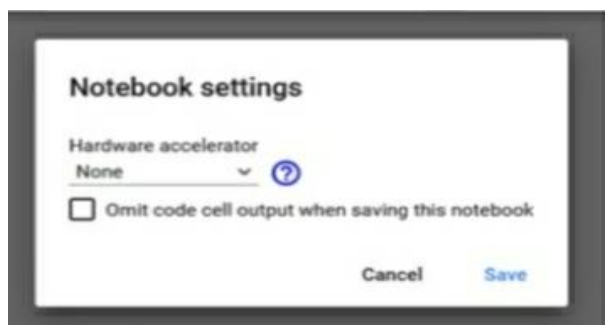 Notebook settings
Hardware accelerator
None
Omit code cell output when saving this notebook
Cancel Save